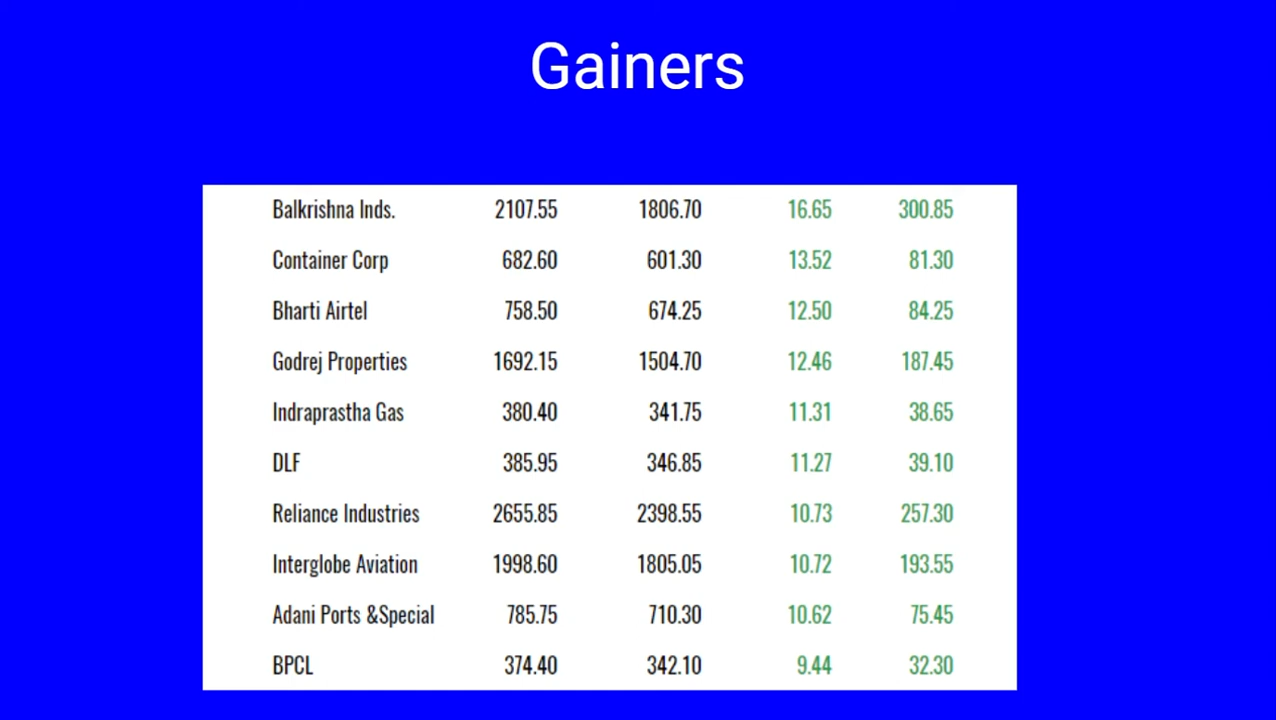 Gainers
Balkrishna Inds. 2107.55 1806.70 16.65 300.85
Container Corp 682.60 601.30 13.52 81.30
Bharti Airtel 758.50 674.25 12.50 84.25
Godrej Properties 1692.15 1504.70 12.46 187.45
Indraprastha Gas 380.40 341.75 11.31 38.65
DLF 385.95 346.85 11.27 39.10
Reliance Industries 2655.85 2398.55 10.73 257.30
Interglobe Aviation 1998.60 1805.05 10.72 193.55
Adani Ports &Special 785.75 710.30 10.62 75.45
BPCL 374.40 342.10 9.44 32.30